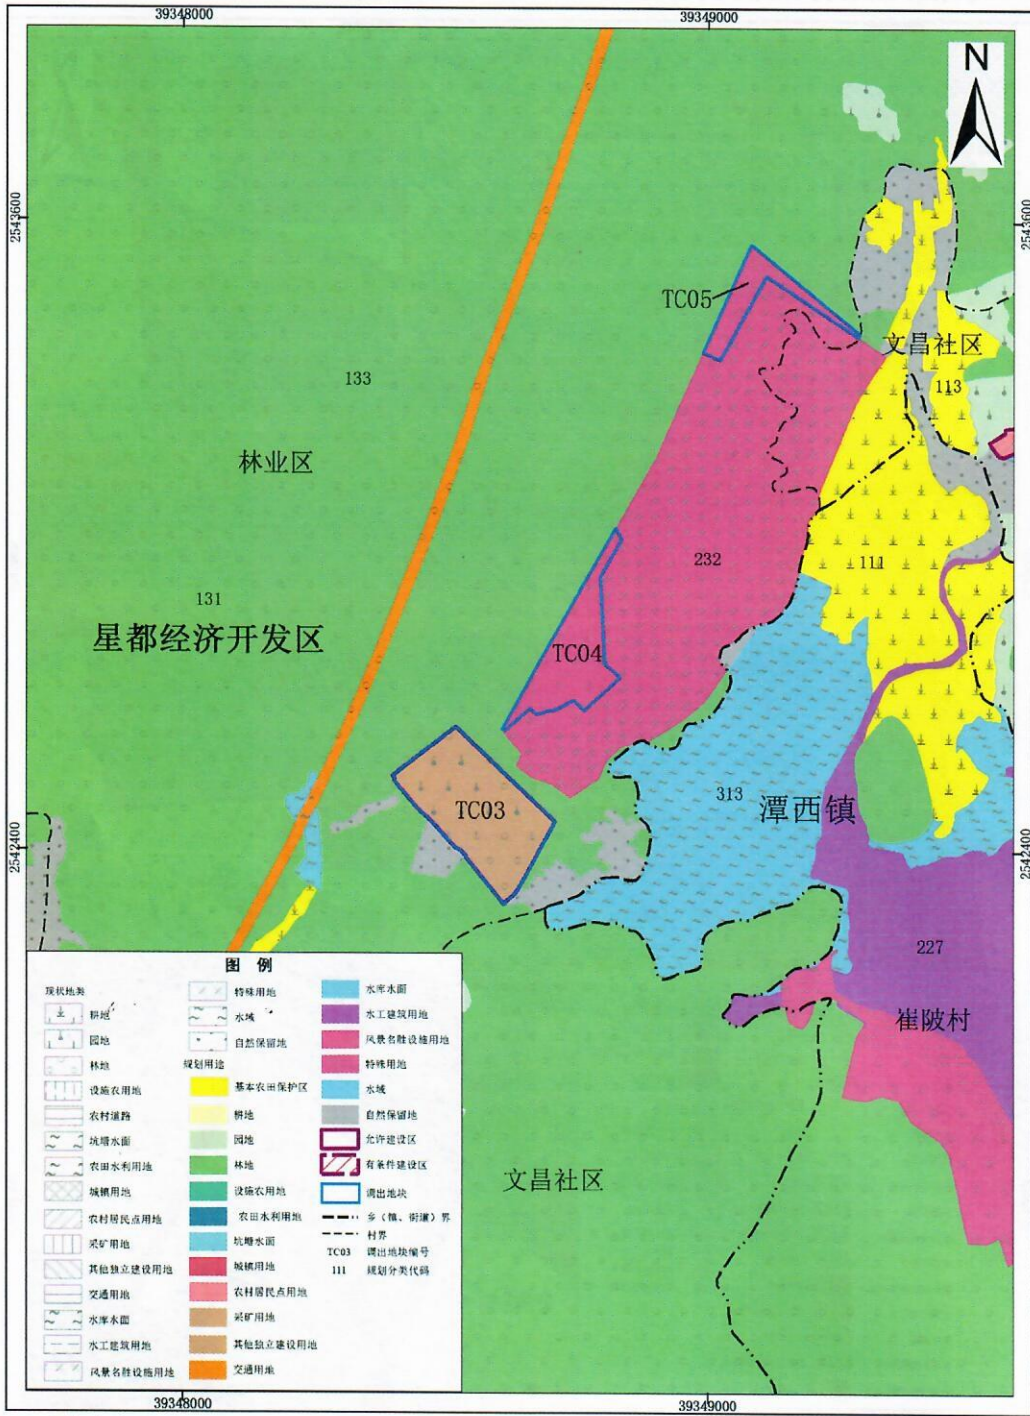 39348000
39349000
N
2543600
2543600
TC05
文昌社区
133
113
林业区
232
111
131
星都经济开发区
TC04
TC03
313
潭西镇
2542400
2542400
227
崔陂村
文昌社区
图 例
现状地类
耕地
园地
林地
设施农用地
农村道路
坑塘水面
农田水利用地
城镇用地
农村居民点用地
采矿用地
其他独立建设用地
交通用地
水库水面
水工建筑用地
风景名胜设施用地
特殊用地
水域
自然保留地
规划用途
基本农田保护区
耕地
园地
林地
设施农用地
农田水利用地
坑塘水面
城镇用地
农村居民点用地
采矿用地
其他独立建设用地
交通用地
水库水面
水工建筑用地
风景名胜设施用地
特殊用地
水域
自然保留地
允许建设区
有条件建设区
调出地块
乡（镇、街道）界
村界
TC03 调出地块编号
111 规划分类代码
39348000
39349000